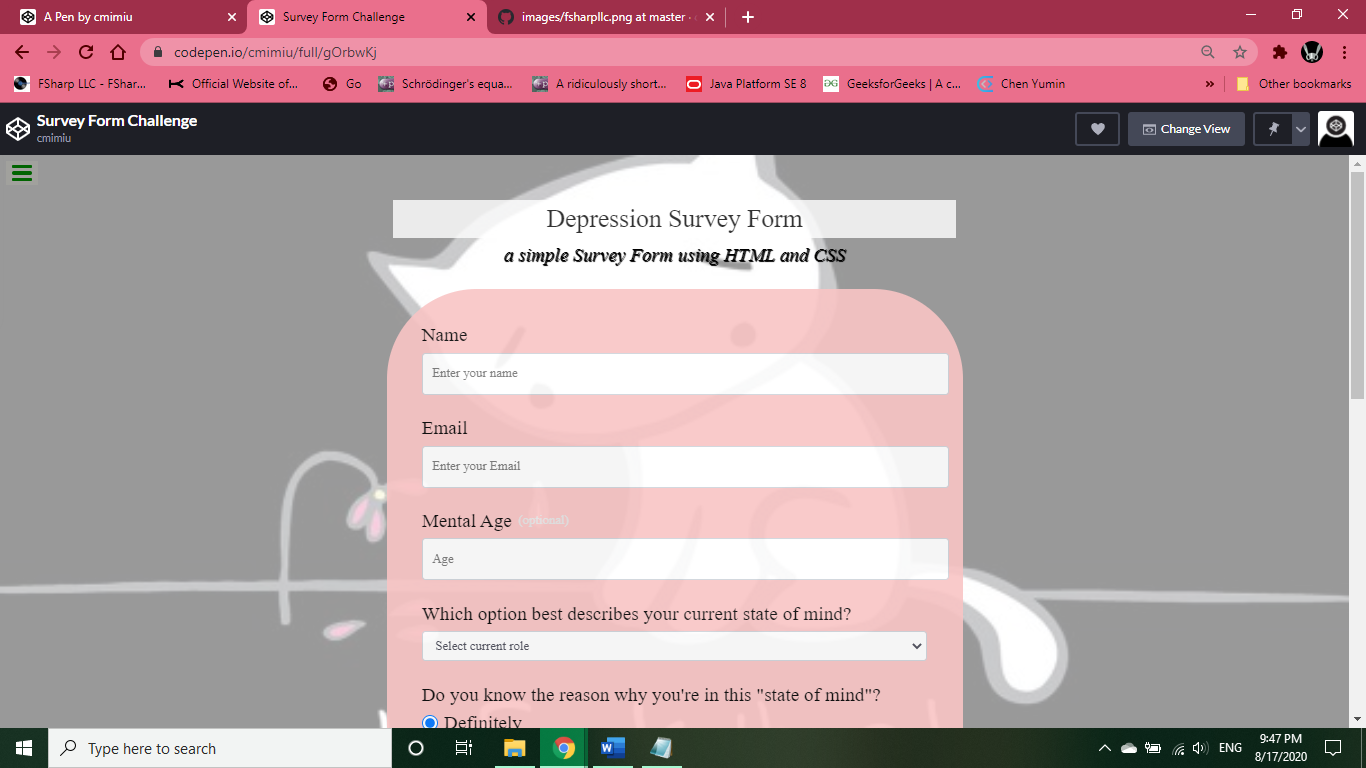 A Pen by cmimiu
Survey Form Challenge
images/fsharpllc.png at master ·
codepen.io/cmimiu/full/gOrbwKj
FSharp LLC - FShar...
Official Website of...
Go
Schrödinger's equa...
A ridiculously short...
Java Platform SE 8
GeeksforGeeks | A c...
Chen Yumin
»
Other bookmarks
Survey Form Challenge
cmimiu
Change View
Depression Survey Form
a simple Survey Form using HTML and CSS
Name
Enter your name
Email
Enter your Email
Mental Age (optional)
Age
Which option best describes your current state of mind?
Select current role
Do you know the reason why you're in this "state of mind"?
Definitely
Type here to search
ENG
9:47 PM
8/17/2020